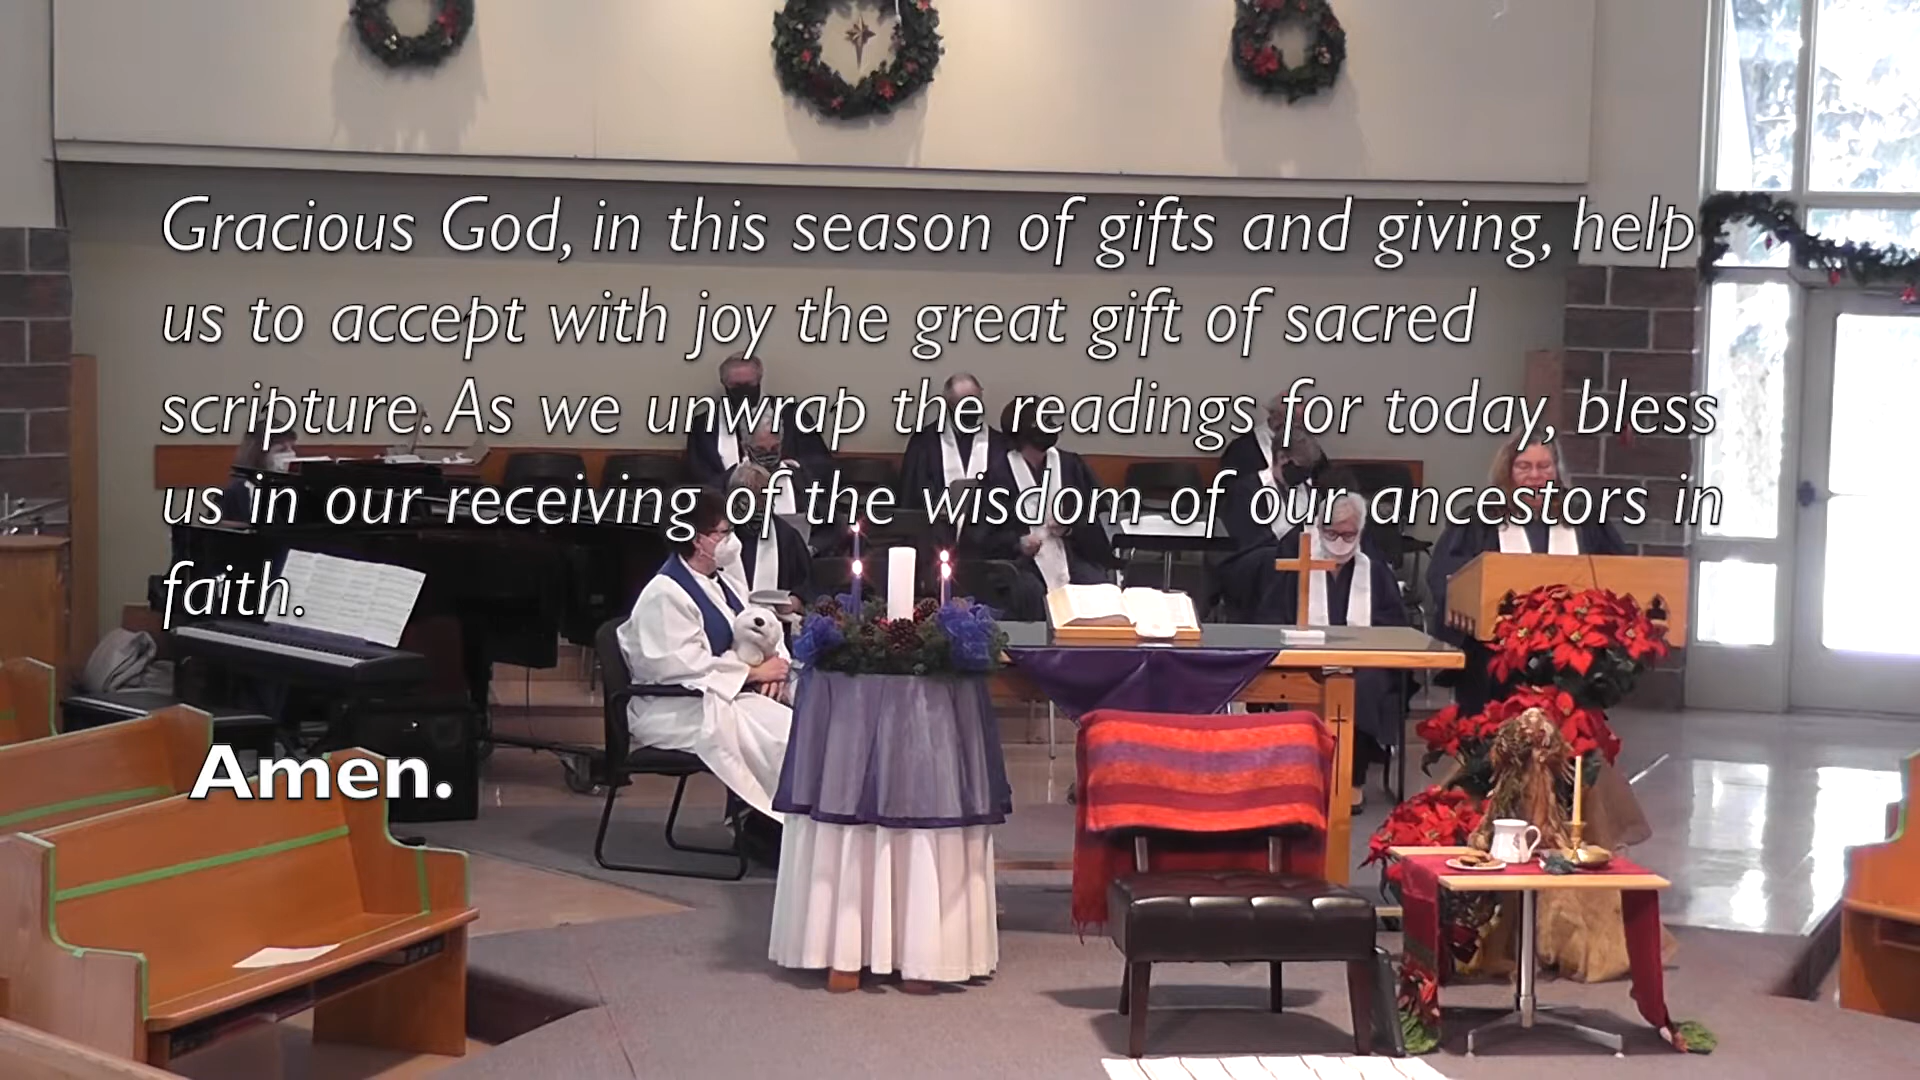 Gracious God, in this season of gifts and giving, help
us to accept with joy the great gift of sacred
scripture. As we unwrap the readings for today, bless
us in our receiving of the wisdom of our ancestors in
faith.
Amen.